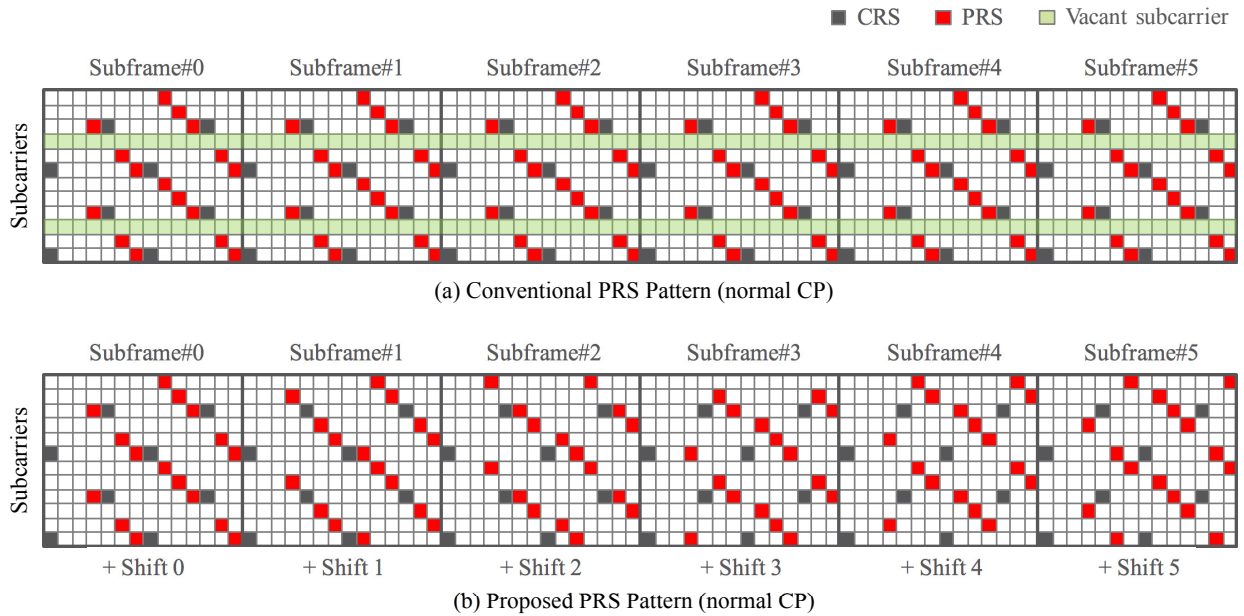 CRS PRS Vacant subcarrier
Subframe#0 Subframe#1 Subframe#2 Subframe#3 Subframe#4 Subframe#5
Subcarriers
(a) Conventional PRS Pattern (normal CP)
Subframe#0 Subframe#1 Subframe#2 Subframe#3 Subframe#4 Subframe#5
Subcarriers
+ Shift 0 + Shift 1 + Shift 2 + Shift 3 + Shift 4 + Shift 5
(b) Proposed PRS Pattern (normal CP)